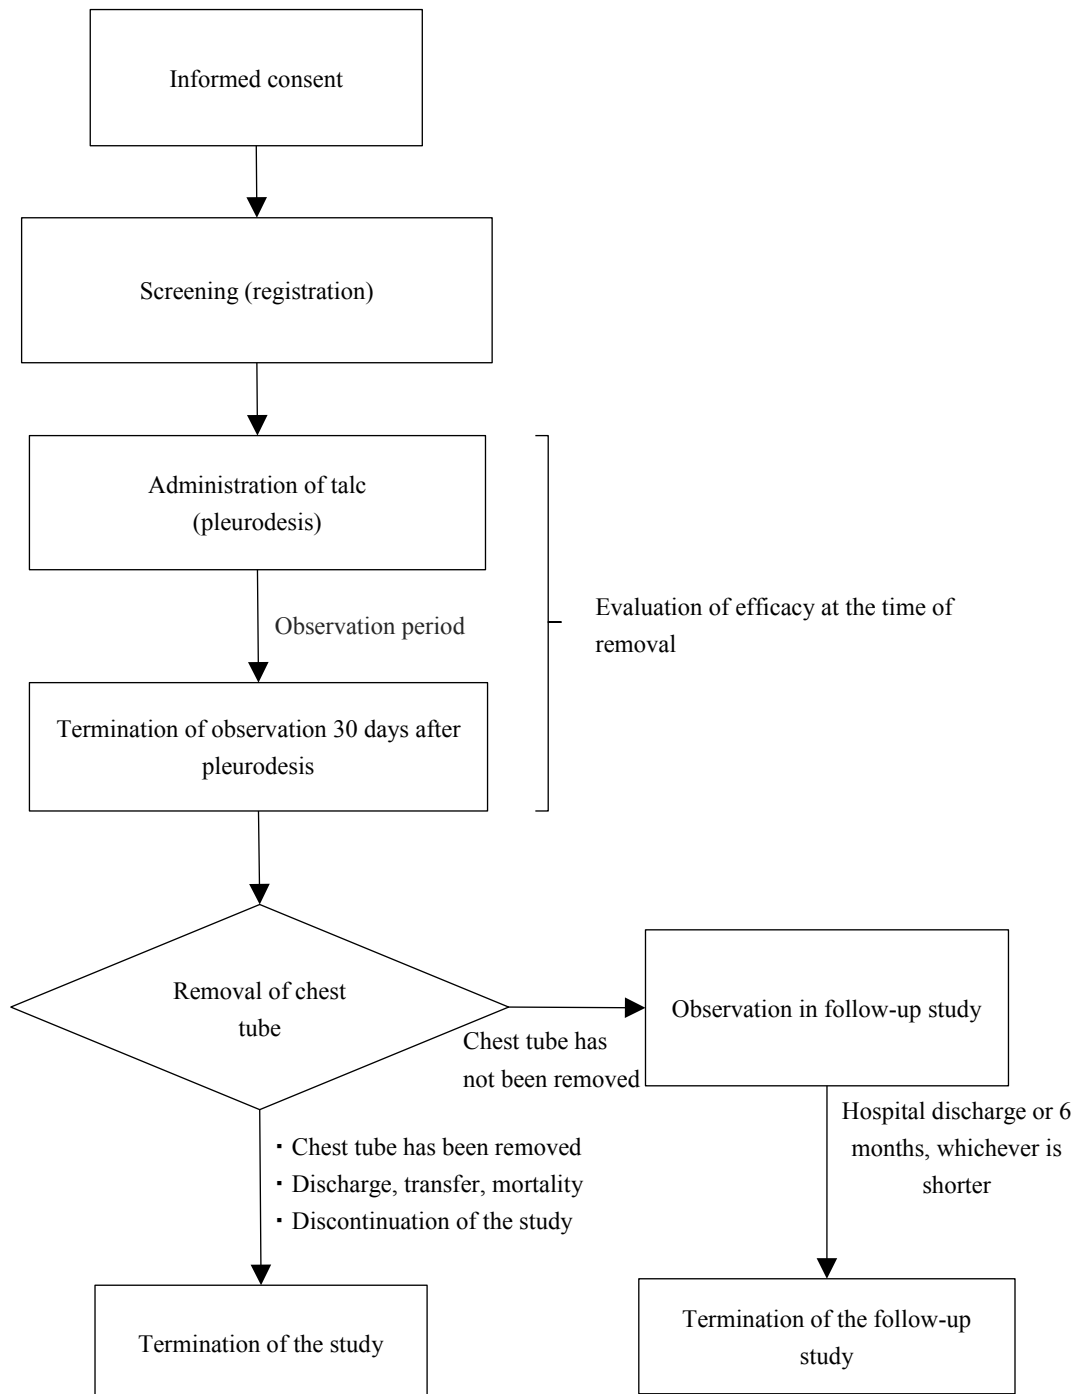 Informed consent
Screening (registration)
Administration of talc
(pleurodesis)
Observation period
Evaluation of efficacy at the time of
removal
Termination of observation 30 days after
pleurodesis
Removal of chest
tube
Chest tube has
not been removed
Observation in follow-up study
Hospital discharge or 6
months, whichever is
shorter
・Chest tube has been removed
・Discharge, transfer, mortality
・Discontinuation of the study
Termination of the study
Termination of the follow-up
study